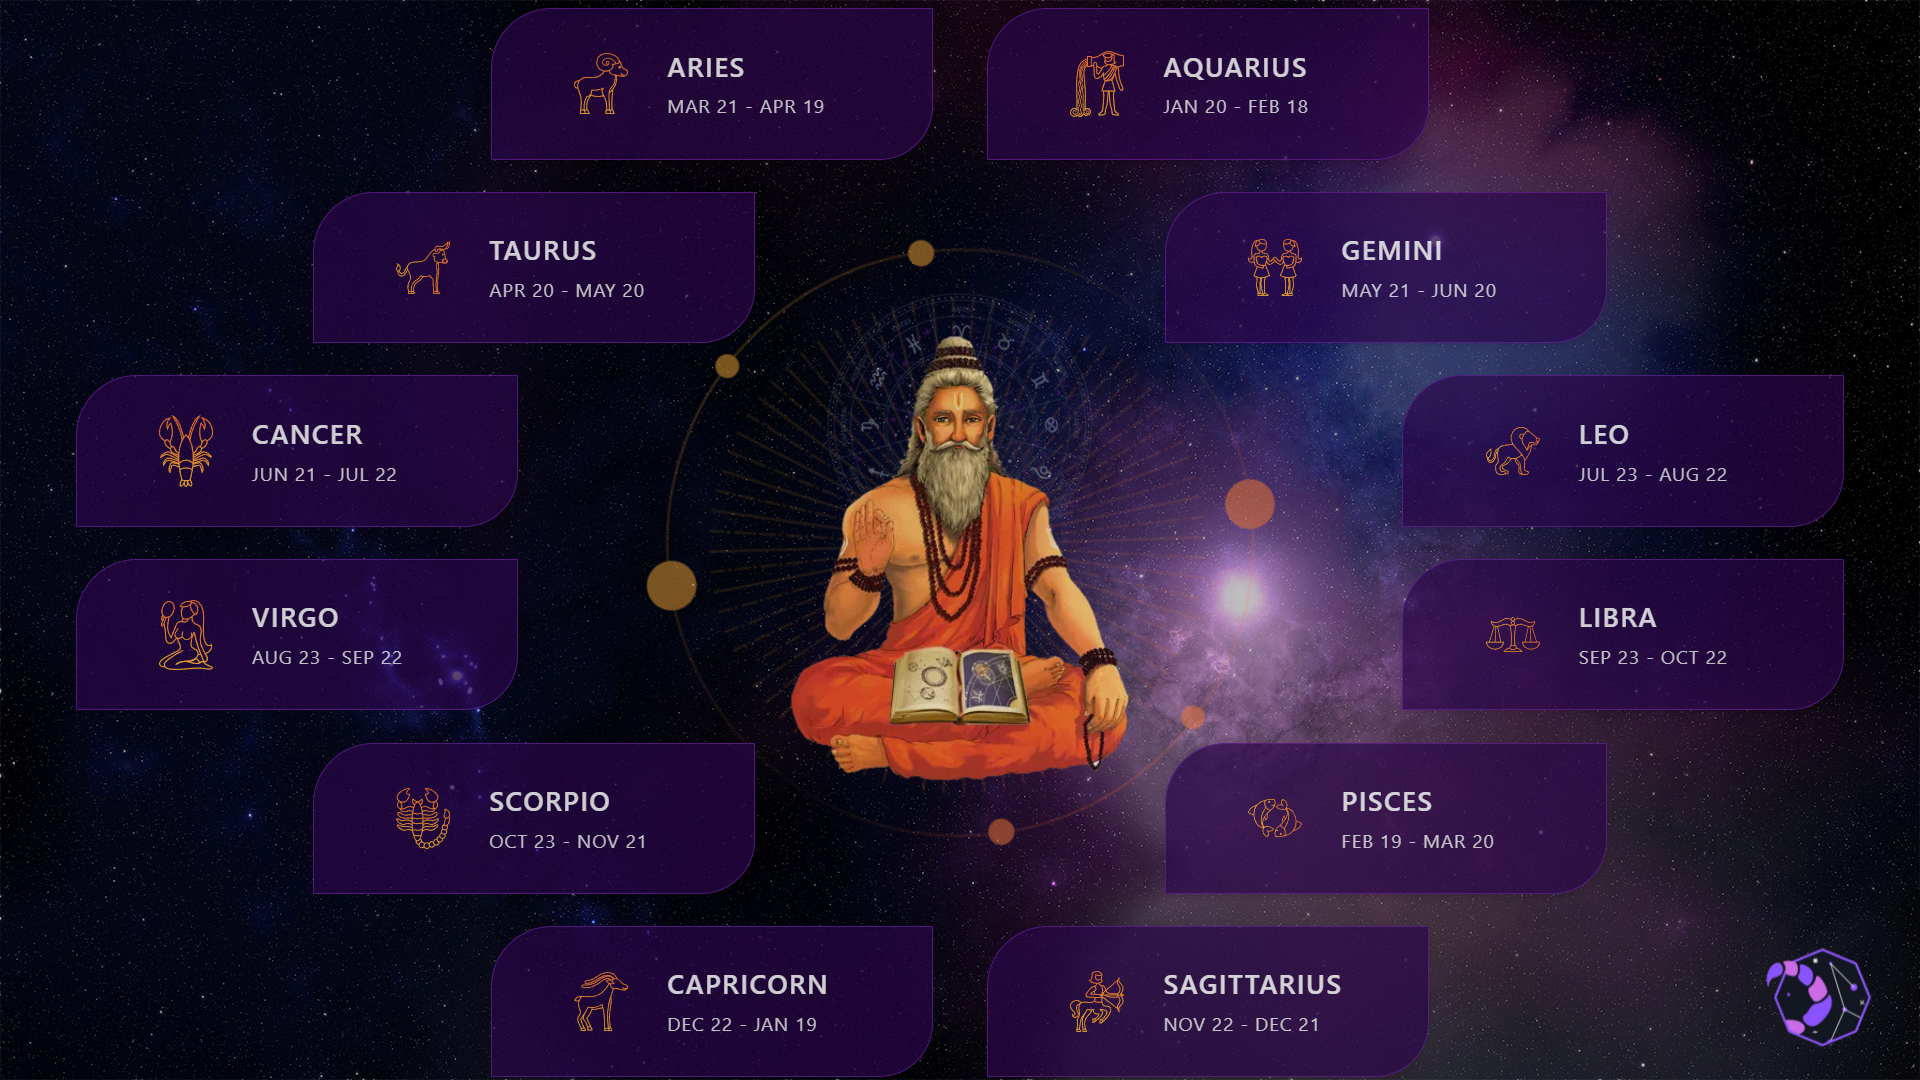 ARIES
MAR 21 - APR 19
AQUARIUS
JAN 20 - FEB 18
TAURUS
APR 20 - MAY 20
GEMINI
MAY 21 - JUN 20
CANCER
JUN 21 - JUL 22
LEO
JUL 23 - AUG 22
VIRGO
AUG 23 - SEP 22
LIBRA
SEP 23 - OCT 22
SCORPIO
OCT 23 - NOV 21
PISCES
FEB 19 - MAR 20
CAPRICORN
DEC 22 - JAN 19
SAGITTARIUS
NOV 22 - DEC 21